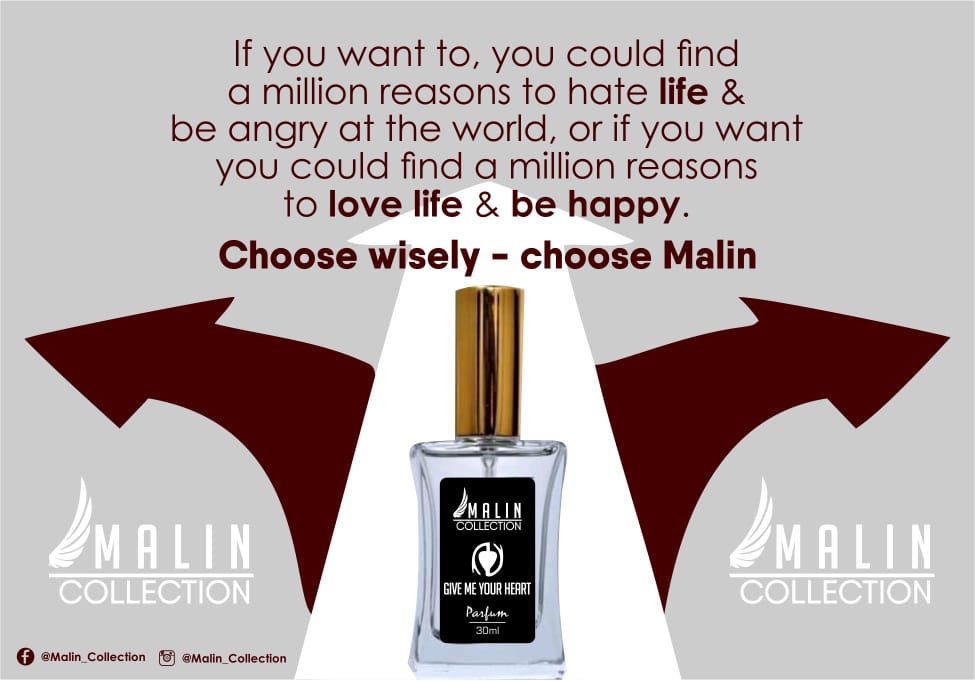 If you want to, you could find
a million reasons to hate life &
be angry at the world, or if you want
you could find a million reasons
to love life & be happy.
Choose wisely - choose Malin
MALIN
COLLECTION
GIVE ME YOUR HEART
Parfum
30ml
MALIN
COLLECTION
MALIN
COLLECTION
@Malin_Collection
@Malin_Collection